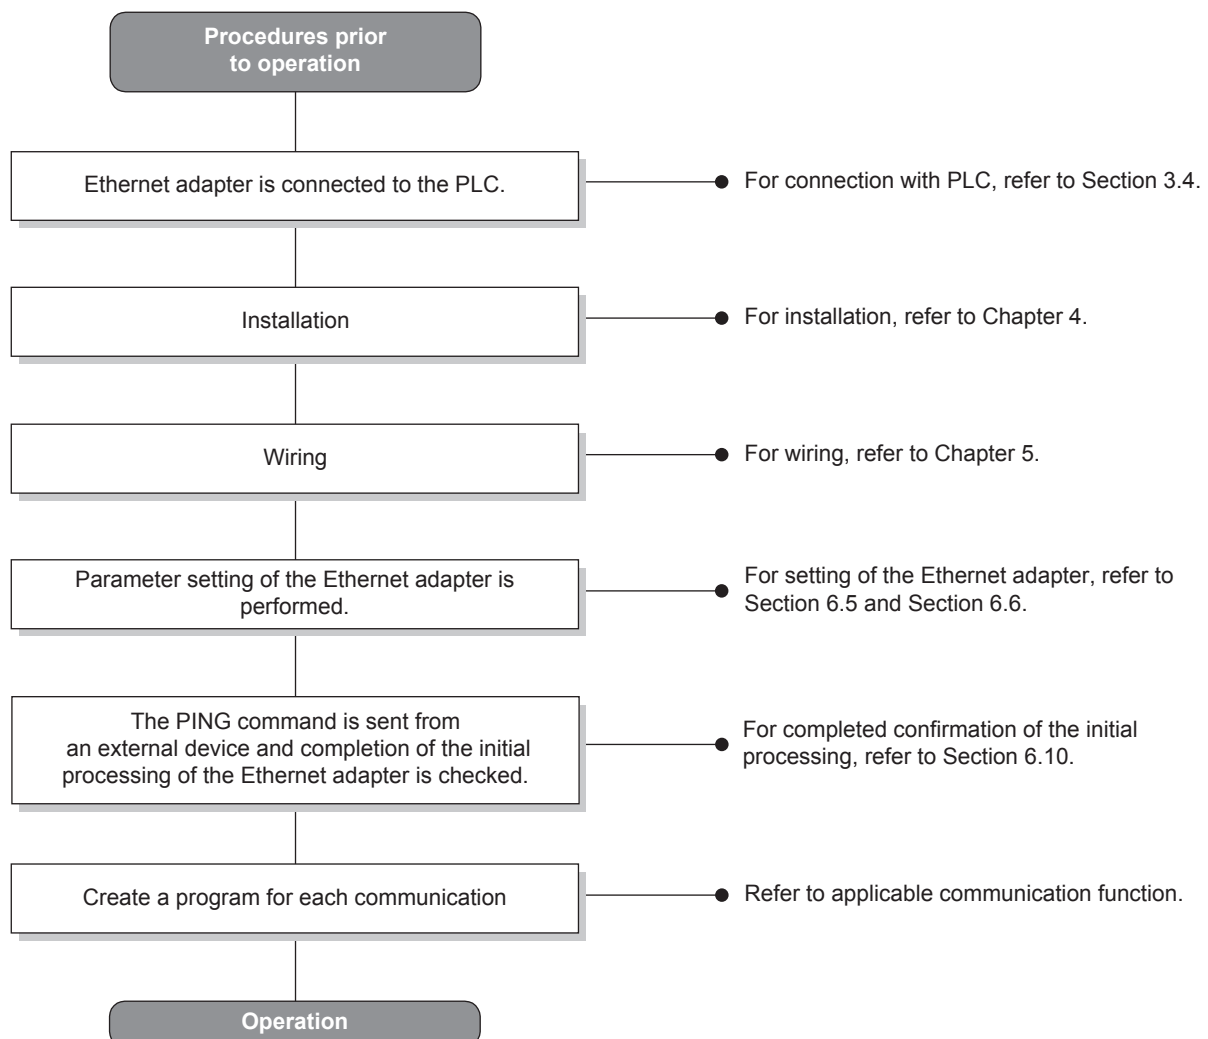 Procedures prior
to operation
Ethernet adapter is connected to the PLC.
For connection with PLC, refer to Section 3.4.
Installation
For installation, refer to Chapter 4.
Wiring
For wiring, refer to Chapter 5.
Parameter setting of the Ethernet adapter is
performed.
For setting of the Ethernet adapter, refer to
Section 6.5 and Section 6.6.
The PING command is sent from
an external device and completion of the initial
processing of the Ethernet adapter is checked.
For completed confirmation of the initial
processing, refer to Section 6.10.
Create a program for each communication
Refer to applicable communication function.
Operation